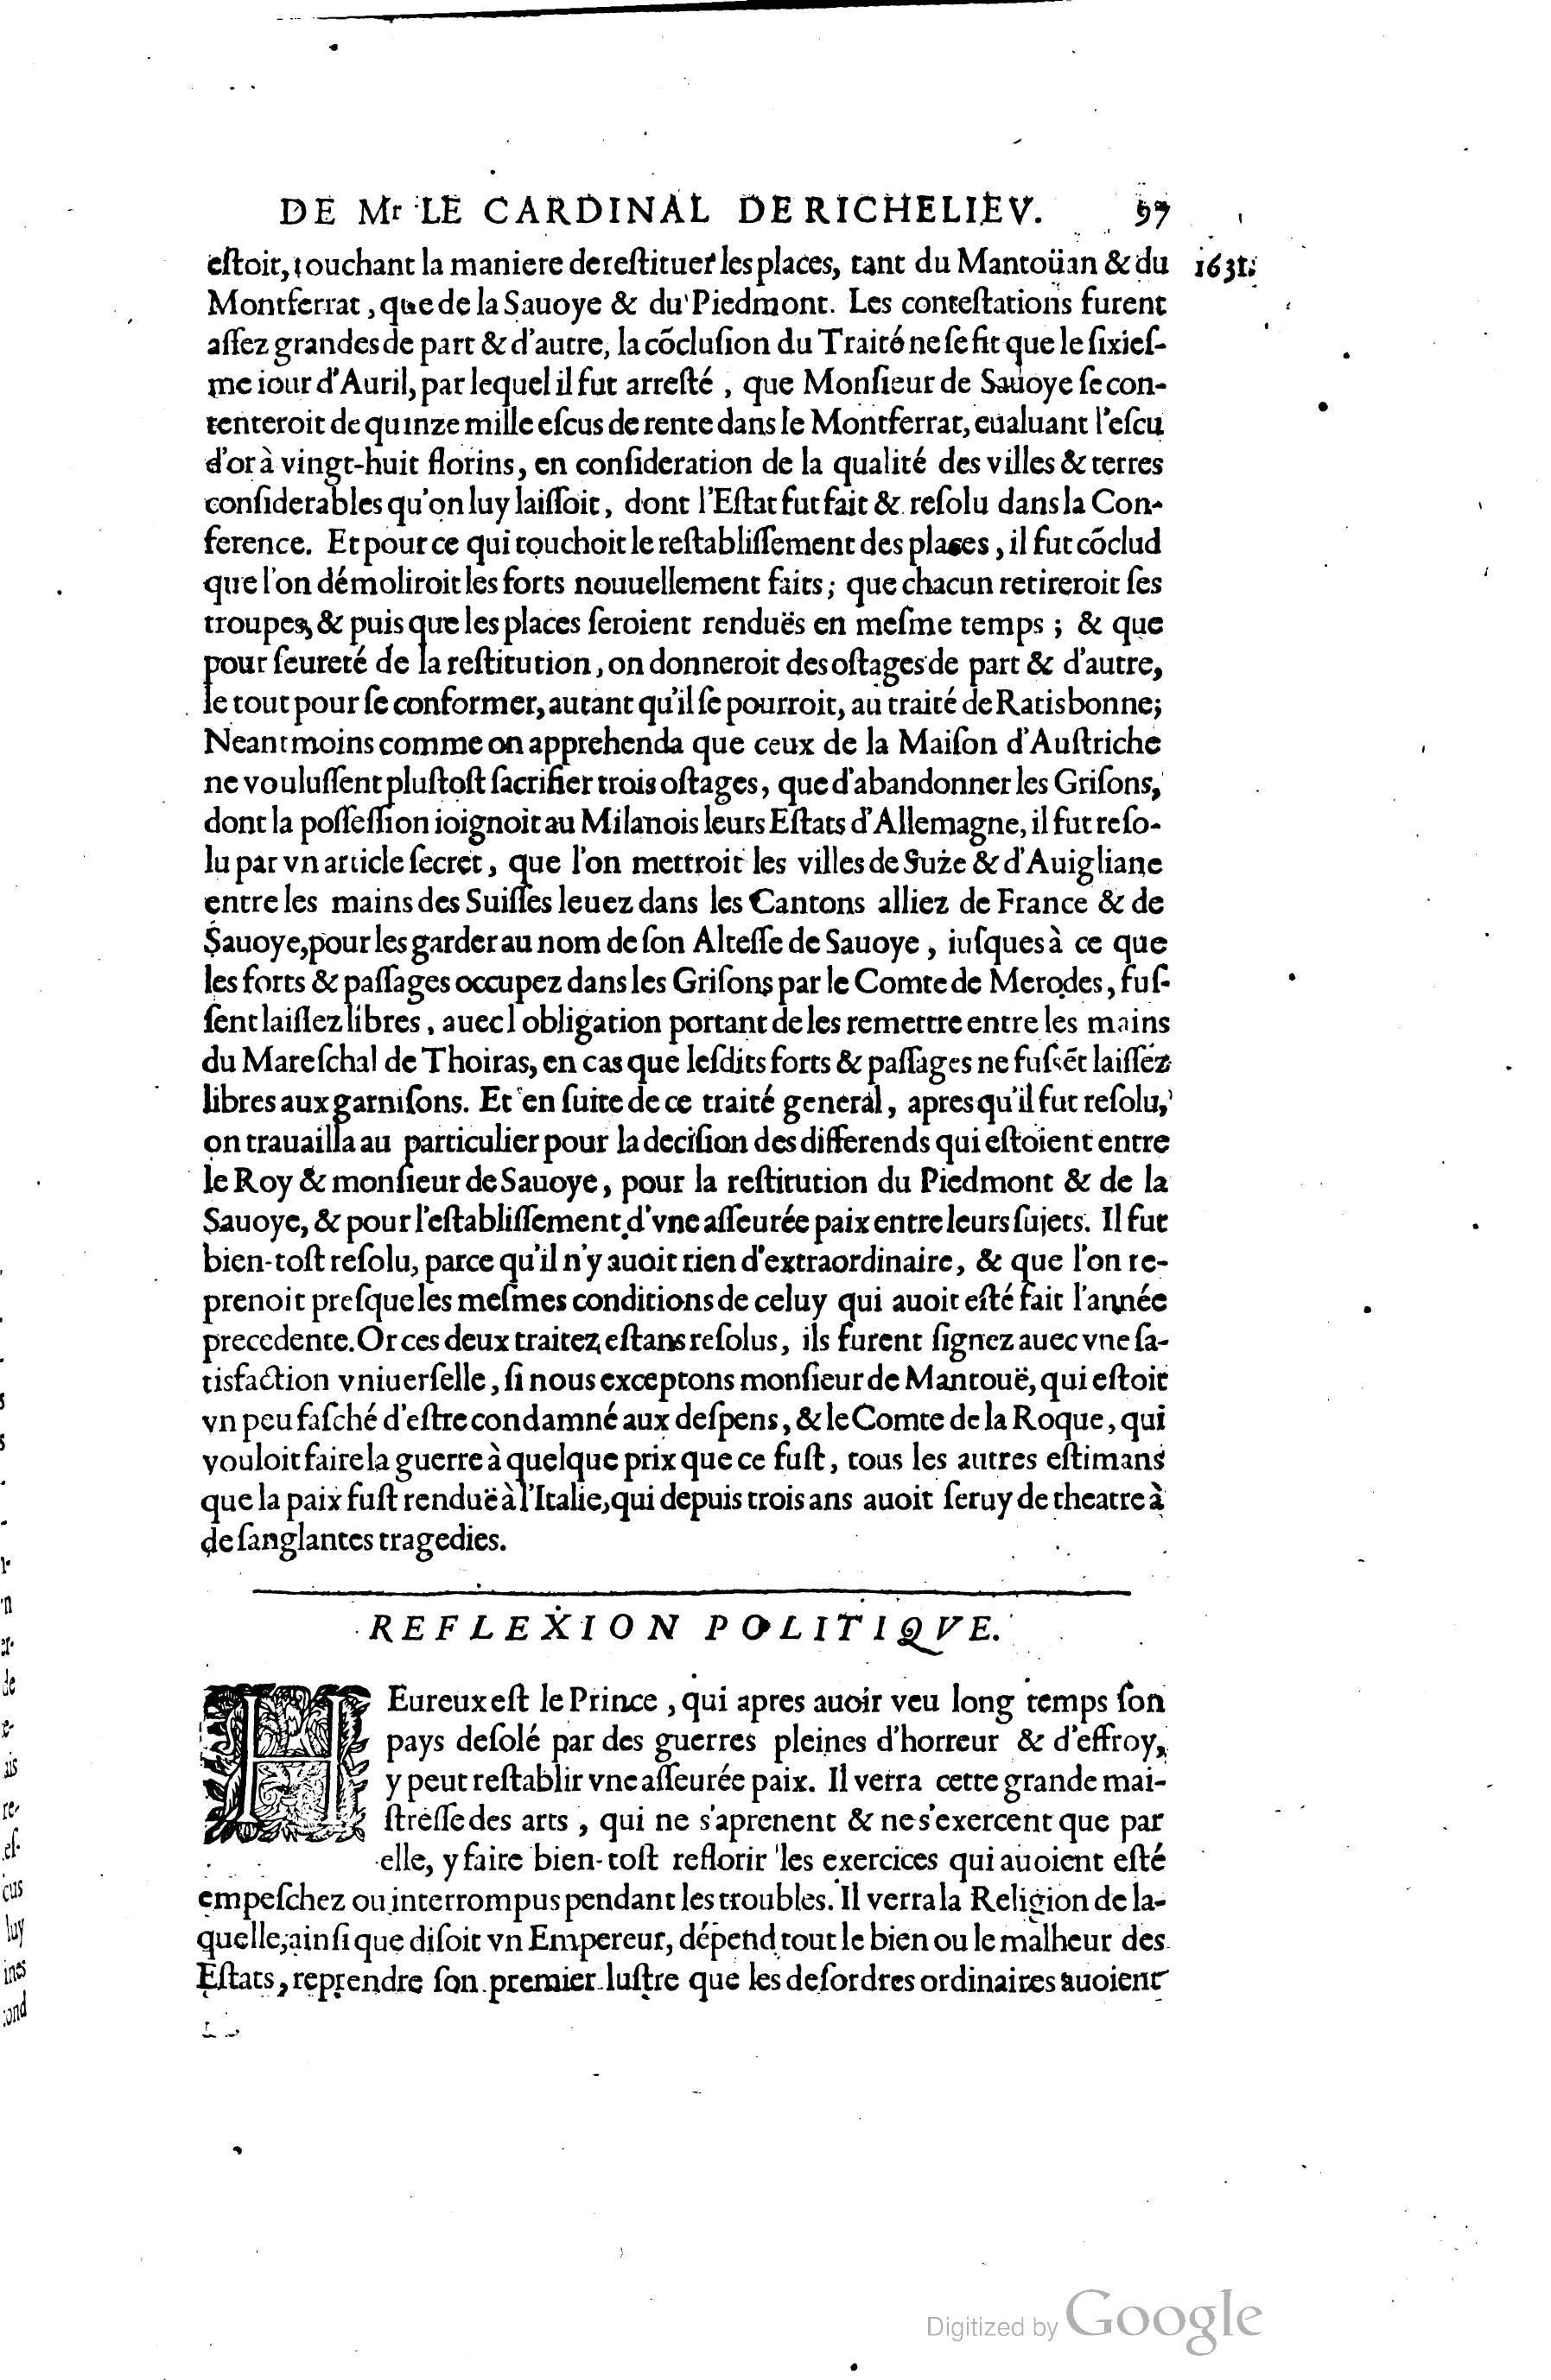 DE Mr LE CARDINAL DE RICHELIEV. 97
eſtoit, touchant la maniere de reſtituer les places, tant du Mantoüan & du 1631.
Montferrat, que de la Sauoye & du Piedmont. Les conteſtations furent
aſſez grandes de part & d'autre, la cõcluſion du Traité ne ſe fit que le ſixieſ-
me iour d'Auril, par lequel il fut arreſté, que Monſieur de Sauoye ſe con-
tenteroit de quinze mille eſcus de rente dans le Montferrat, eualuant l'eſcu
d'or à vingt-huit florins, en conſideration de la qualité des villes & terres
conſiderables qu'on luy laiſſoit, dont l'Eſtat fut fait & reſolu dans la Con-
ference. Et pour ce qui touchoit le reſtabliſſement des places, il fut cõclud
que l'on démoliroit les forts nouuellement faits; que chacun retireroit ſes
troupes, & puis que les places ſeroient renduës en meſme temps; & que
pour ſeureté de la reſtitution, on donneroit des oſtages de part & d'autre,
le tout pour ſe conformer, autant qu'il ſe pourroit, au traité de Ratisbonne;
Neantmoins comme on apprehenda que ceux de la Maiſon d'Auſtriche
ne vouluſſent pluſtoſt ſacrifier trois oſtages, que d'abandonner les Griſons,
dont la poſſeſſion ioignoit au Milanois leurs Eſtats d'Allemagne, il fut reſo-
lu par vn article ſecret, que l'on mettroit les villes de Suze & d'Auigliane
entre les mains des Suiſſes leuez dans les Cantons alliez de France & de
Sauoye, pour les garder au nom de ſon Alteſſe de Sauoye, iuſques à ce que
les forts & paſſages occupez dans les Griſons par le Comte de Merodes, fuſ-
ſent laiſſez libres, auec l'obligation portant de les remettre entre les mains
du Mareſchal de Thoiras, en cas que leſdits forts & paſſages ne fuſſẽt laiſſez
libres aux garniſons. Et en ſuite de ce traité general, apres qu'il fut reſolu,
on trauailla au particulier pour la deciſion des differends qui eſtoient entre
le Roy & monſieur de Sauoye, pour la reſtitution du Piedmont & de la
Sauoye, & pour l'eſtabliſſement d'vne aſſeurée paix entre leurs ſujets. Il fut
bien-toſt reſolu, parce qu'il n'y auoit rien d'extraordinaire, & que l'on re-
prenoit preſque les meſmes conditions de celuy qui auoit eſté fait l'année
precedente. Or ces deux traitez eſtans reſolus, ils furent ſignez auec vne ſa-
tisfaction vniuerſelle, ſi nous exceptons monſieur de Mantouë, qui eſtoit
vn peu faſché d'eſtre condamné aux deſpens, & le Comte de la Roque, qui
vouloit faire la guerre à quelque prix que ce fuſt, tous les autres eſtimans
que la paix fuſt renduë à l'Italie, qui depuis trois ans auoit ſeruy de theatre à
de ſanglantes tragedies.
REFLEXION POLITIQVE.
HEureux eſt le Prince, qui apres auoir veu long temps ſon
pays deſolé par des guerres pleines d'horreur & d'effroy,
y peut reſtablir vne aſſeurée paix. Il verra cette grande mai-
ſtreſſe des arts, qui ne s'aprenent & ne s'exercent que par
elle, y faire bien-toſt reflorir les exercices qui auoient eſté
empeſchez ou interrompus pendant les troubles. Il verra la Religion de la-
quelle, ainſi que diſoit vn Empereur, dépend tout le bien ou le malheur des
Eſtats, reprendre ſon premier luſtre que les deſordres ordinaires auoient
Digitized by Google